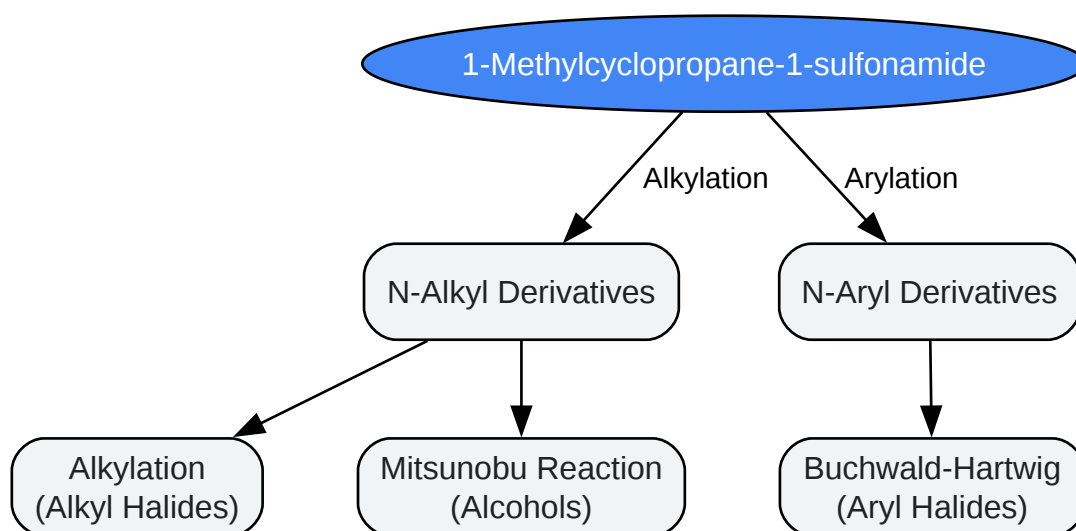 1-Methylcyclopropane-1-sulfonamide
Alkylation
Arylation
N-Alkyl Derivatives
N-Aryl Derivatives
Alkylation
(Alkyl Halides)
Mitsunobu Reaction
(Alcohols)
Buchwald-Hartwig
(Aryl Halides)